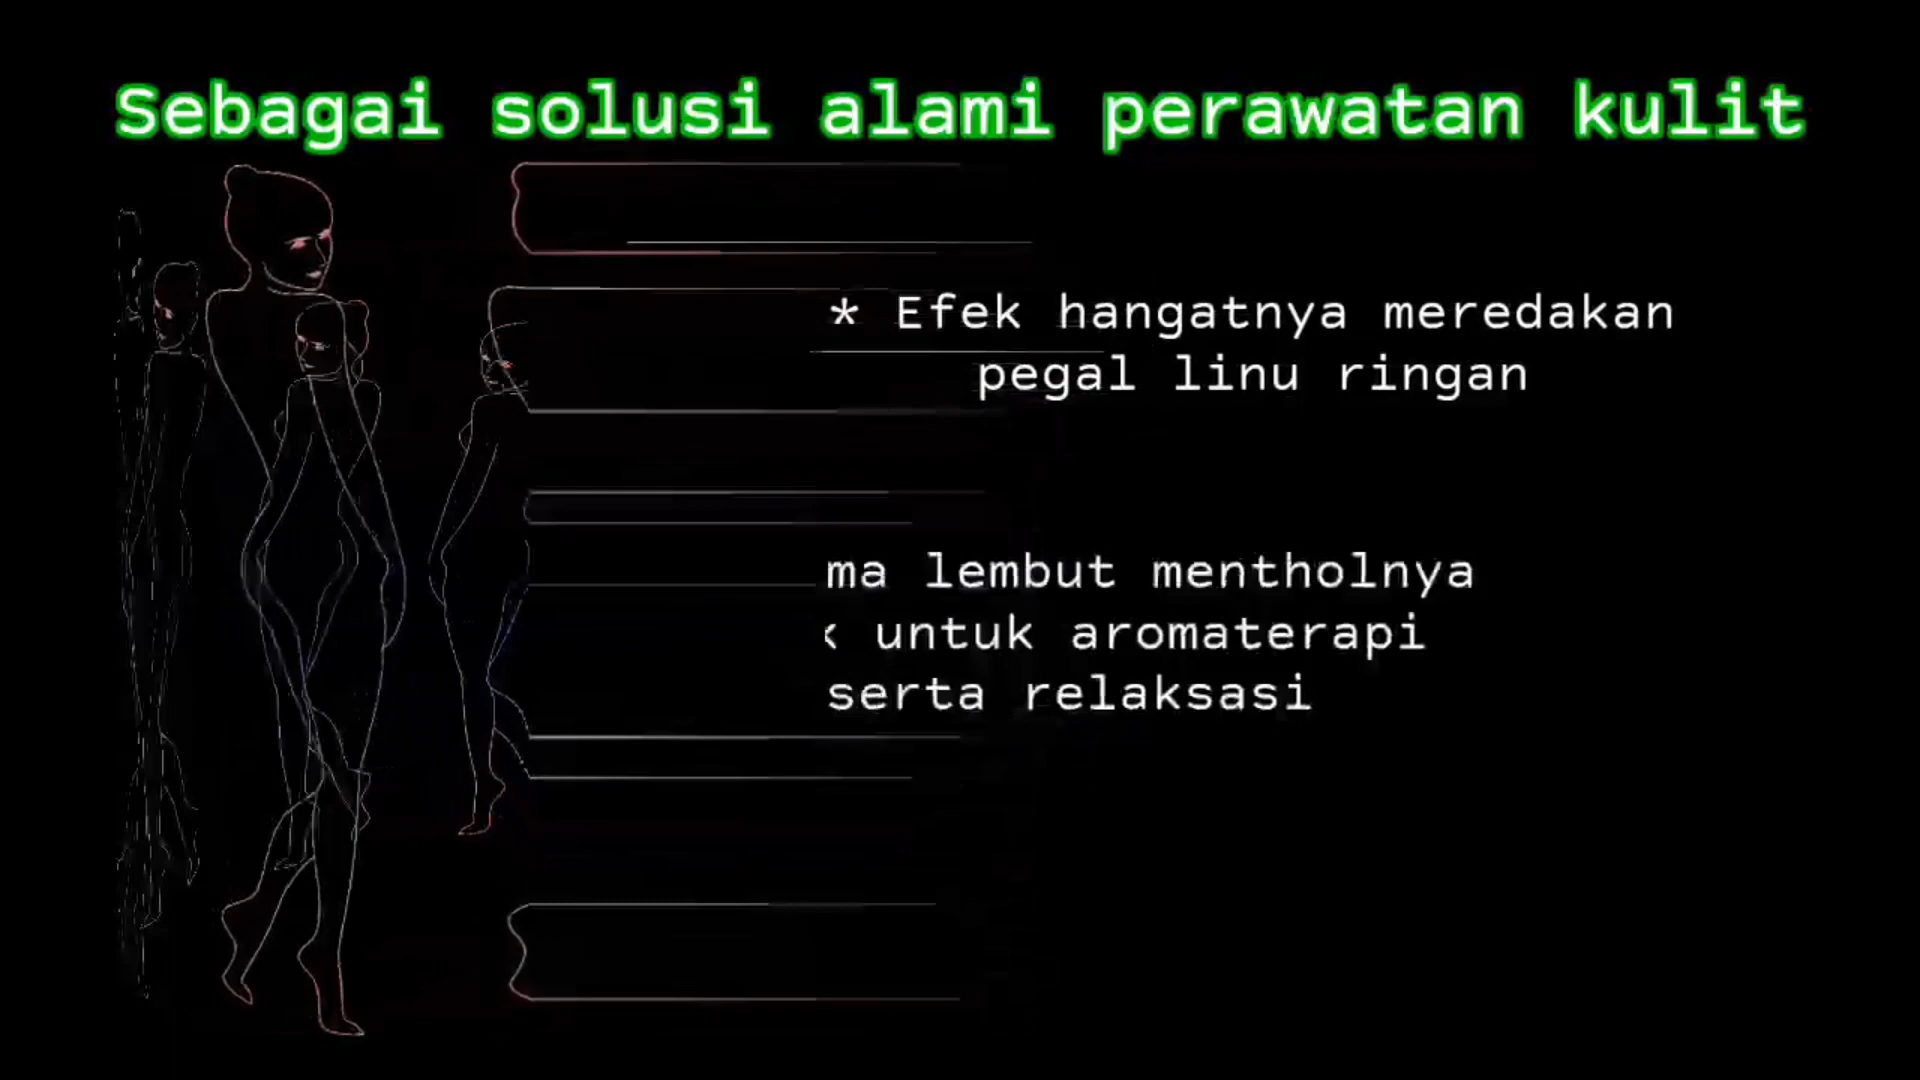 Sebagai solusi alami perawatan kulit
* Efek hangatnya meredakan
pegal linu ringan
ma lembut mentholnya
untuk aromaterapi
serta relaksasi